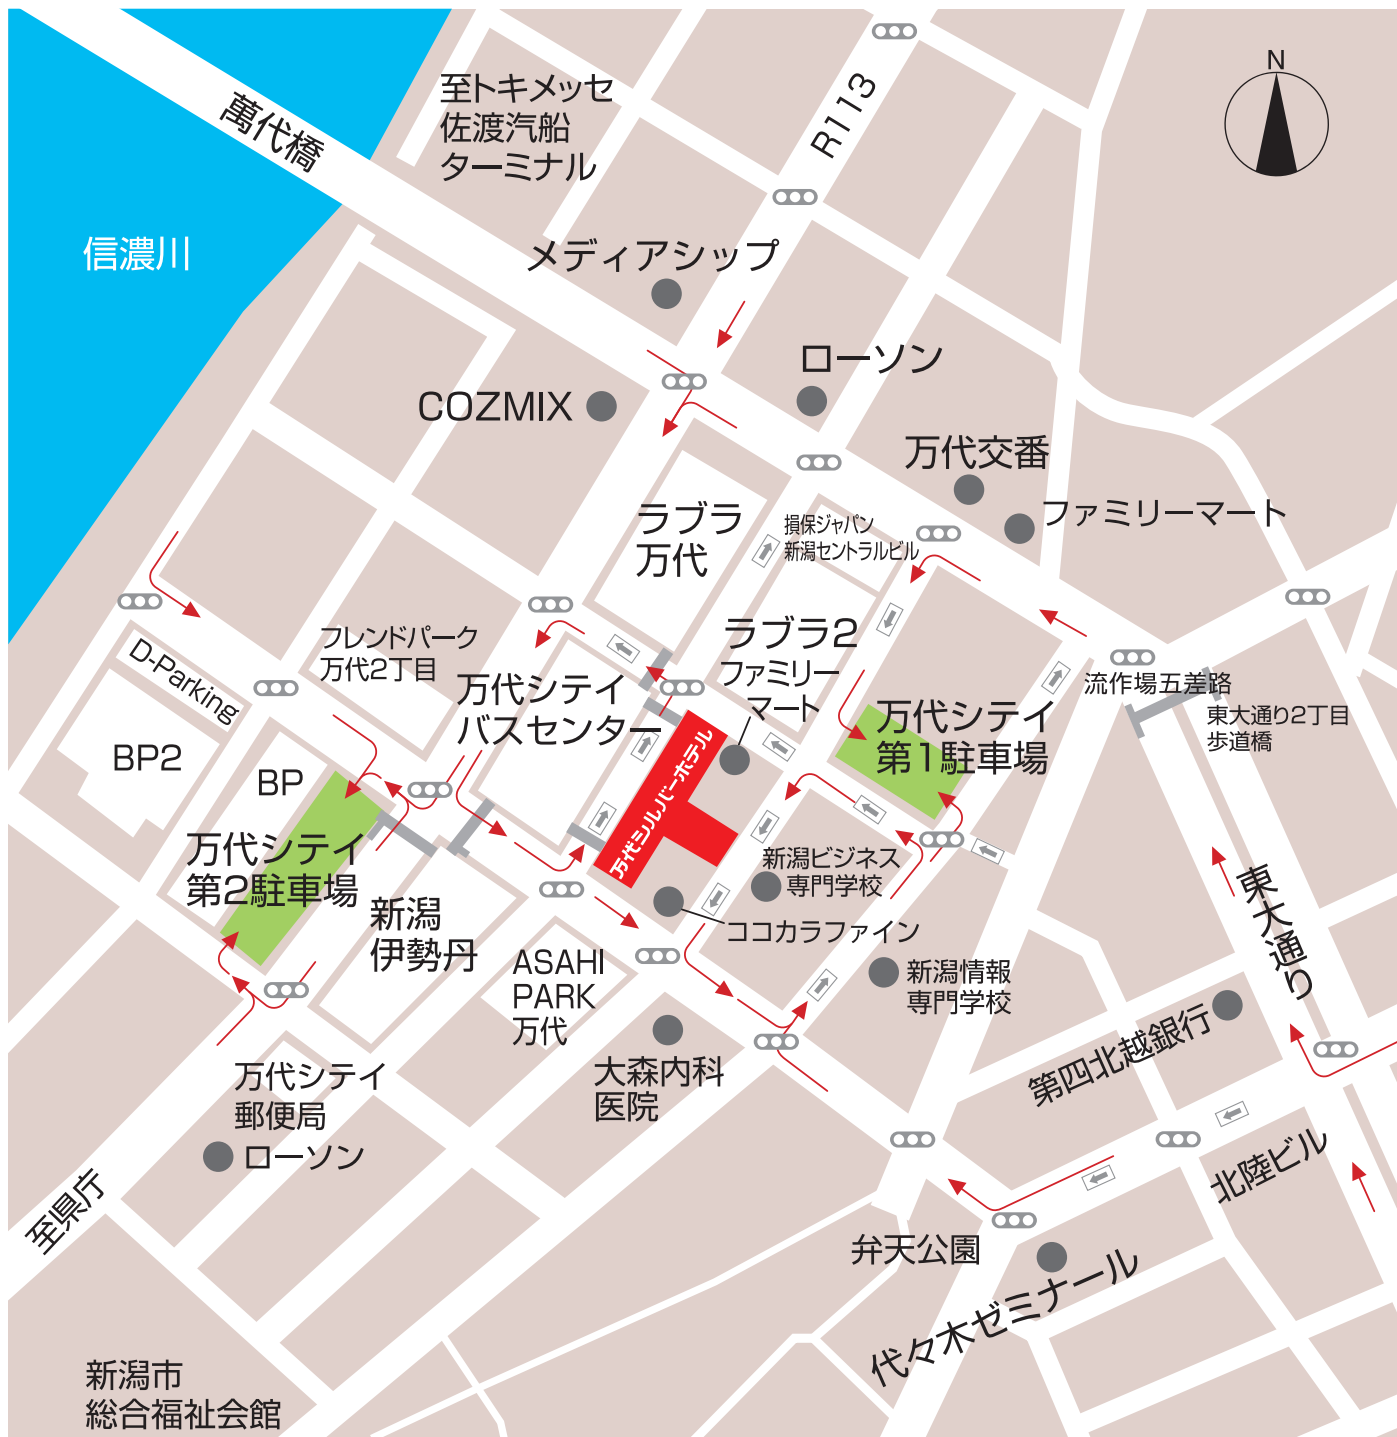 N
至トキメッセ
佐渡汽船
ターミナル
R113
萬代橋
信濃川
メディアシップ
ローソン
COZMIX
万代交番
ファミリーマート
ラブラ
万代
損保ジャパン
新潟セントラルビル
ラブラ2
ファミリー
マート
フレンドパーク
万代2丁目
D-Parking
万代シテイ
バスセンター
万代シルバーホテル
万代シテイ
第1駐車場
流作場五差路
東大通り2丁目
歩道橋
BP2
BP
万代シテイ
第2駐車場
新潟
伊勢丹
新潟ビジネス
専門学校
ココカラファイン
東大通り
ASAHI
PARK
万代
新潟情報
専門学校
大森内科
医院
第四北越銀行
万代シテイ
郵便局
ローソン
北陸ビル
至県庁
弁天公園
代々木ゼミナール
新潟市
総合福祉会館